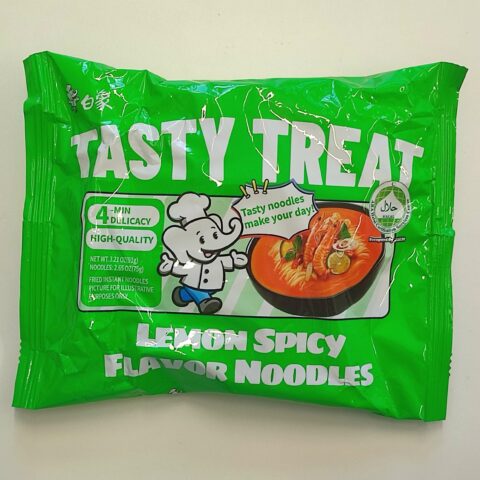 白象
TASTY TREAT
4-MIN
DELICACY
HIGH-QUALITY
Tasty noodles
make your day!
NET WT. 3.21 OZ(91g)
NOODLES: 2.65 OZ(75g)
FRIED INSTANT NOODLES
PICTURE FOR ILLUSTRATIVE
PURPOSES ONLY
حلال
HALAL
LEMON SPICY
FLAVOR NOODLES